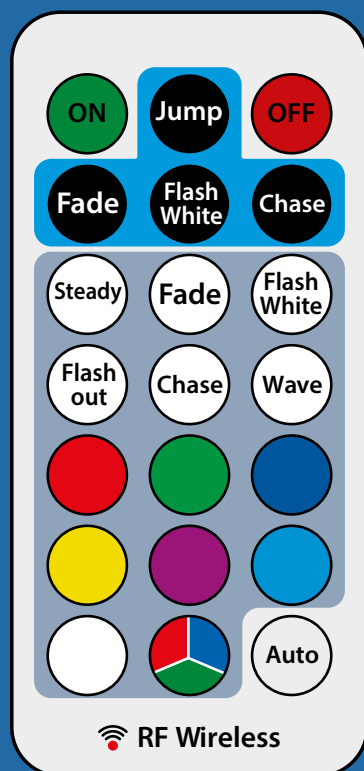 ON
Jump
OFF
Fade
Flash
White
Chase
Steady
Fade
Flash
White
Flash
out
Chase
Wave
Auto
RF Wireless